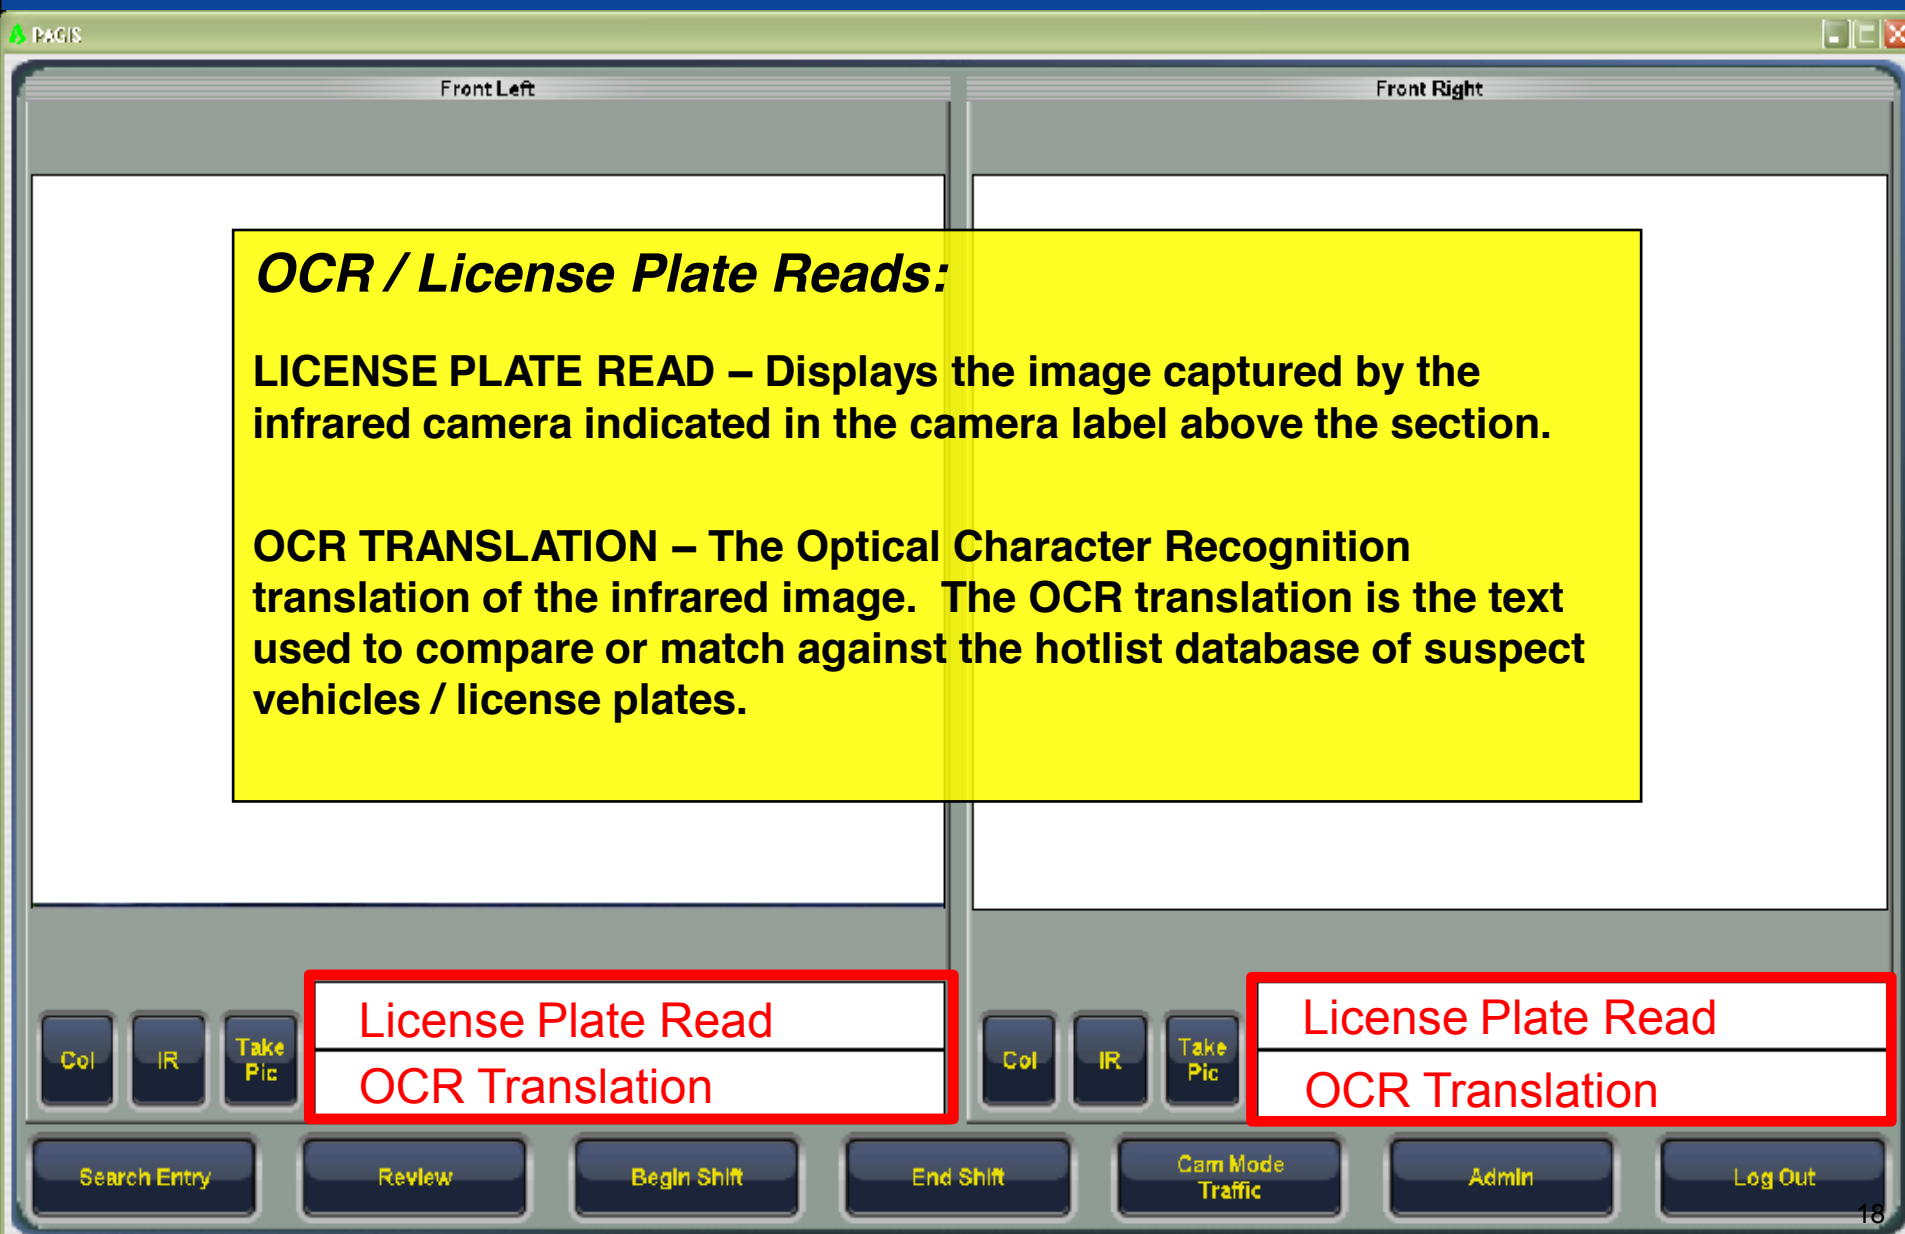 PAGIS
Front Left
Front Right
OCR / License Plate Reads:
LICENSE PLATE READ – Displays the image captured by the
infrared camera indicated in the camera label above the section.
OCR TRANSLATION – The Optical Character Recognition
translation of the infrared image.  The OCR translation is the text
used to compare or match against the hotlist database of suspect
vehicles / license plates.
Col
IR
Take
Pic
License Plate Read
OCR Translation
Col
IR
Take
Pic
License Plate Read
OCR Translation
Search Entry
Review
Begin Shift
End Shift
Cam Mode
Traffic
Admin
Log Out
18